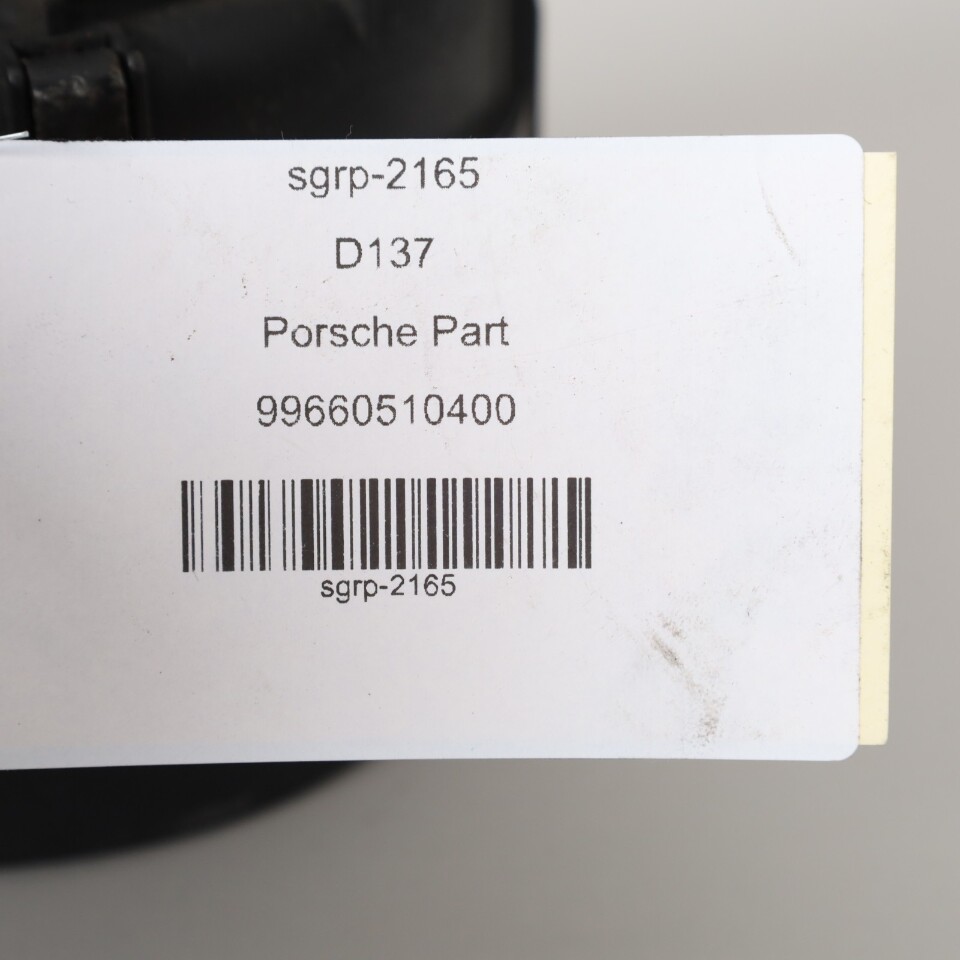 sgrp-2165
D137
Porsche Part
99660510400
sgrp-2165